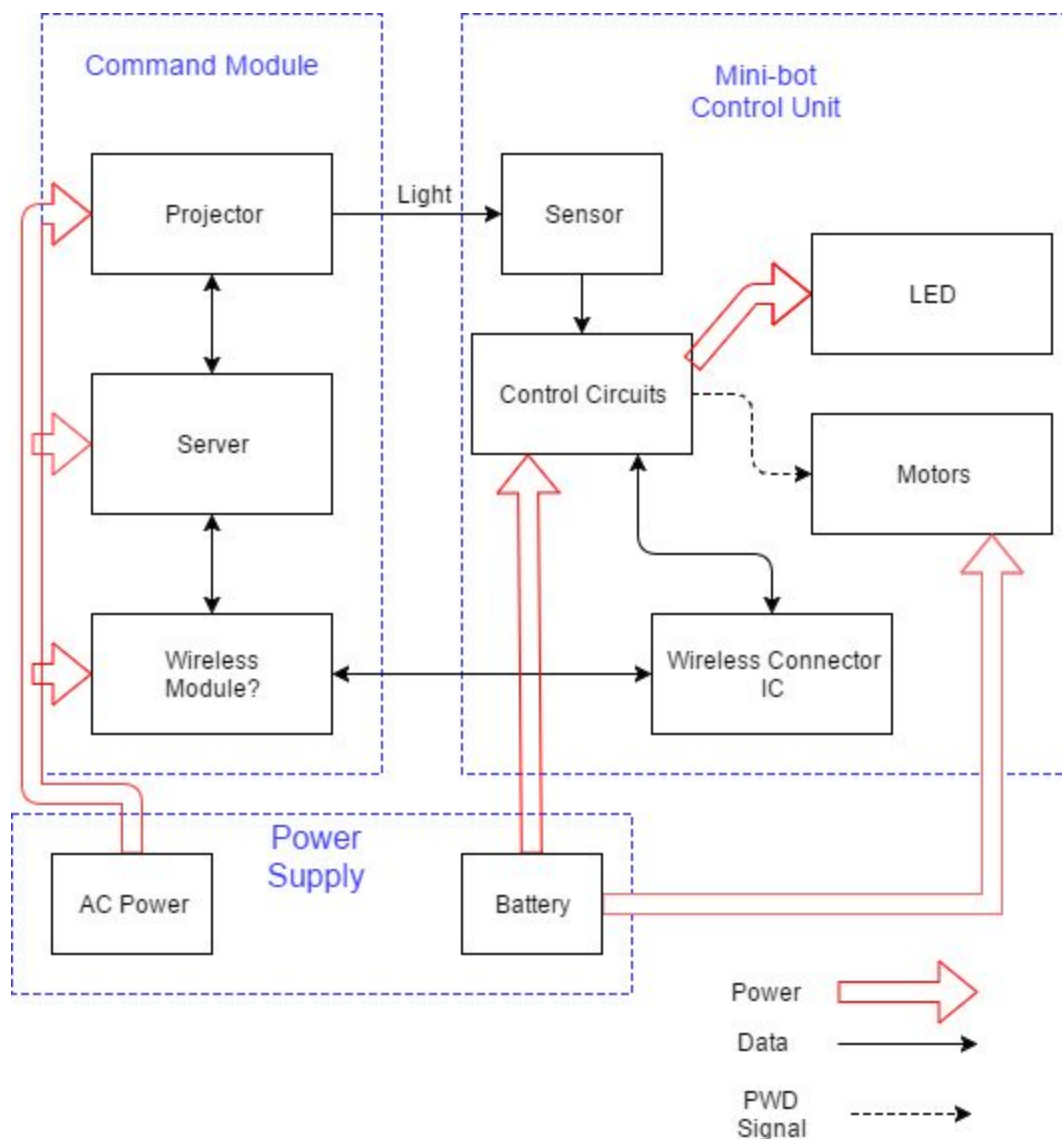 Command Module
Mini-bot
Control Unit
Projector
Light
Sensor
LED
Control Circuits
Server
Motors
Wireless
Module?
Wireless Connector
IC
Power
Supply
AC Power
Battery
Power
Data
PWD
Signal